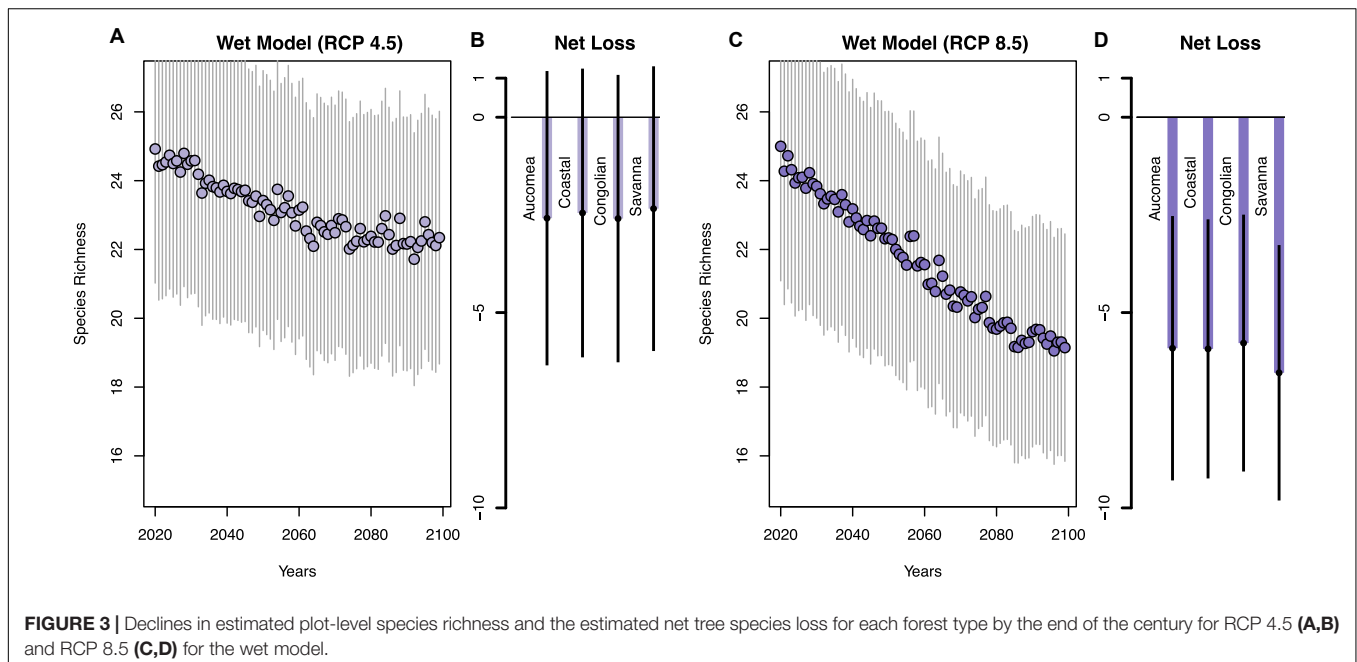 A
Wet Model (RCP 4.5)
Species Richness
26
24
22
20
18
16
2020
2040
2060
2080
2100
Years
B
Net Loss
1
0
−5
−10
Aucomea
Coastal
Congolian
Savanna
C
Wet Model (RCP 8.5)
Species Richness
26
24
22
20
18
16
2020
2040
2060
2080
2100
Years
D
Net Loss
1
0
−5
−10
Aucomea
Coastal
Congolian
Savanna
FIGURE 3 | Declines in estimated plot-level species richness and the estimated net tree species loss for each forest type by the end of the century for RCP 4.5 (A,B)
and RCP 8.5 (C,D) for the wet model.